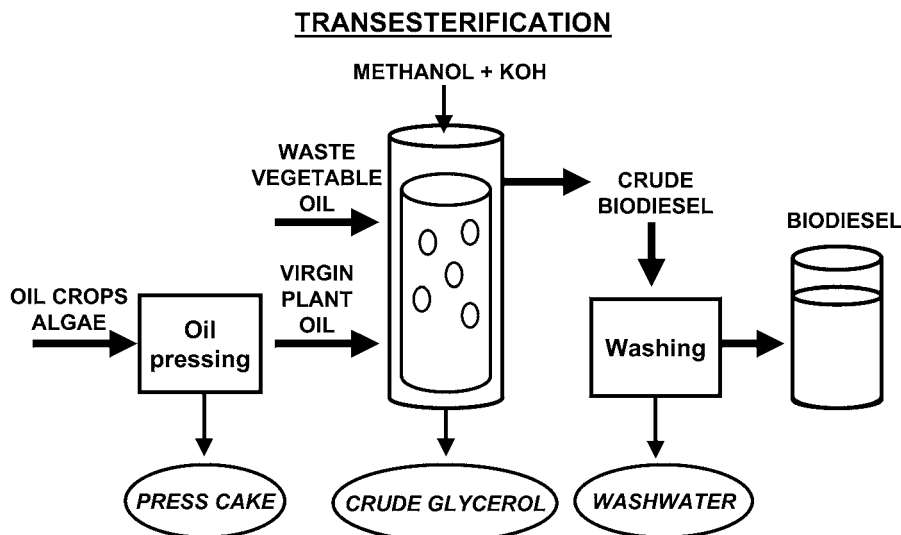 TRANSESTERIFICATION
METHANOL + KOH
WASTE
VEGETABLE
OIL
CRUDE
BIODIESEL
BIODIESEL
OIL CROPS
ALGAE
Oil
pressing
VIRGIN
PLANT
OIL
Washing
PRESS CAKE
CRUDE GLYCEROL
WASHWATER